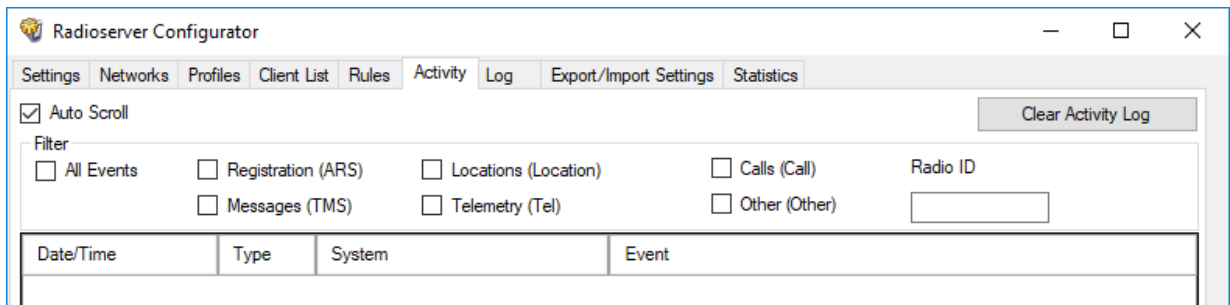 Radioserver Configurator
Settings Networks Profiles Client List Rules Activity Log Export/Import Settings Statistics
Auto Scroll Clear Activity Log
Filter
All Events Registration (ARS) Locations (Location) Calls (Call) Radio ID
Messages (TMS) Telemetry (Tel) Other (Other)
Date/Time Type System Event